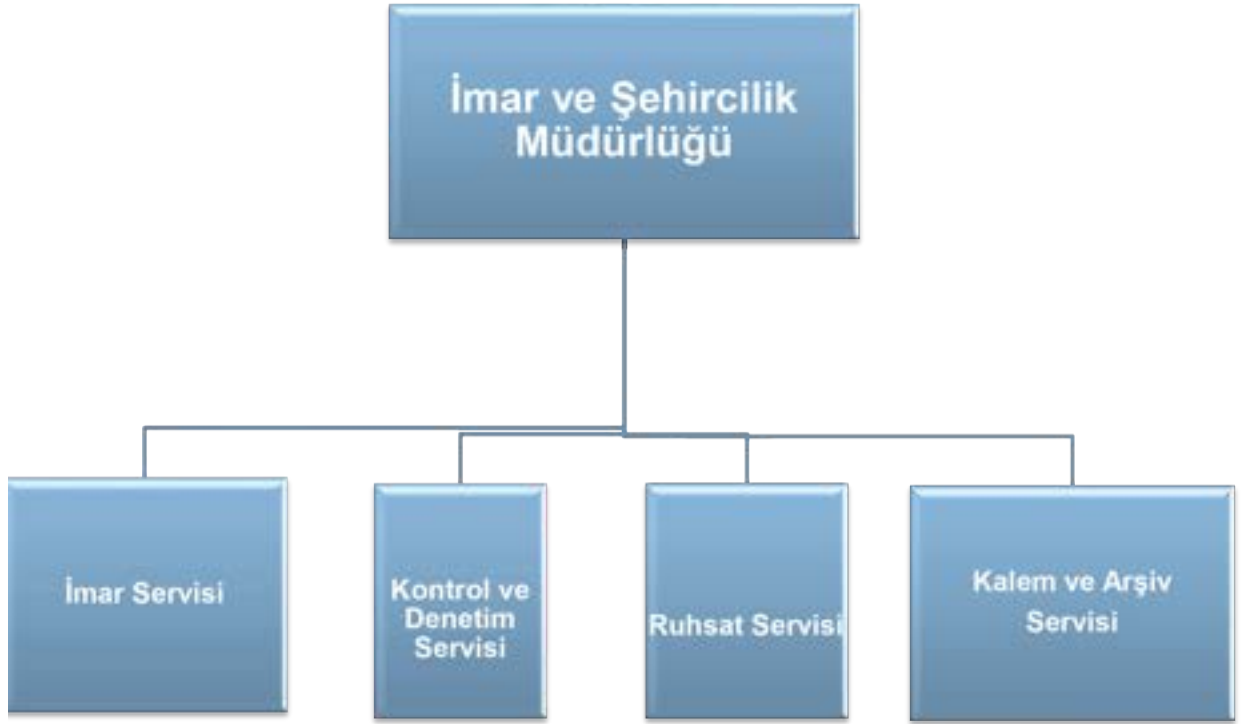 İmar ve Şehircilik
Müdürlüğü
İmar Servisi
Kontrol ve
Denetim
Servisi
Ruhsat Servisi
Kalem ve Arşiv
Servisi